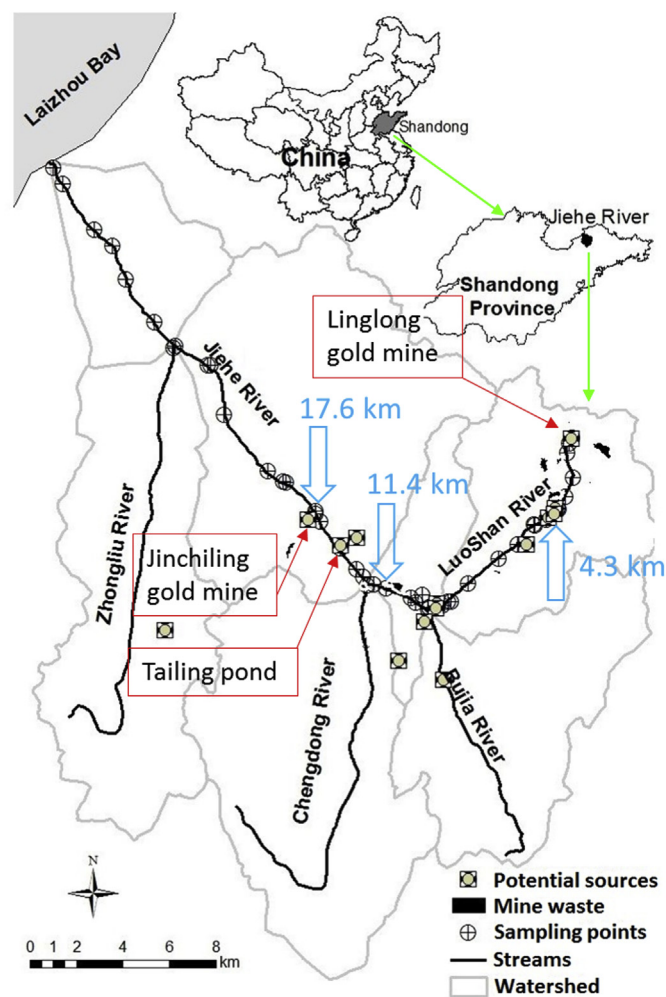 Laizhou Bay
Shandong
China
Jiehe River
Shandong
Province
Linglong
gold mine
Jiehe River
17.6 km
11.4 km
LuoShan River
4.3 km
Zhongliu River
Jinchiling
gold mine
Tailing pond
Chengdong River
Bujia River
N
0 1 2 4 6 8
km
Potential sources
Mine waste
Sampling points
Streams
Watershed